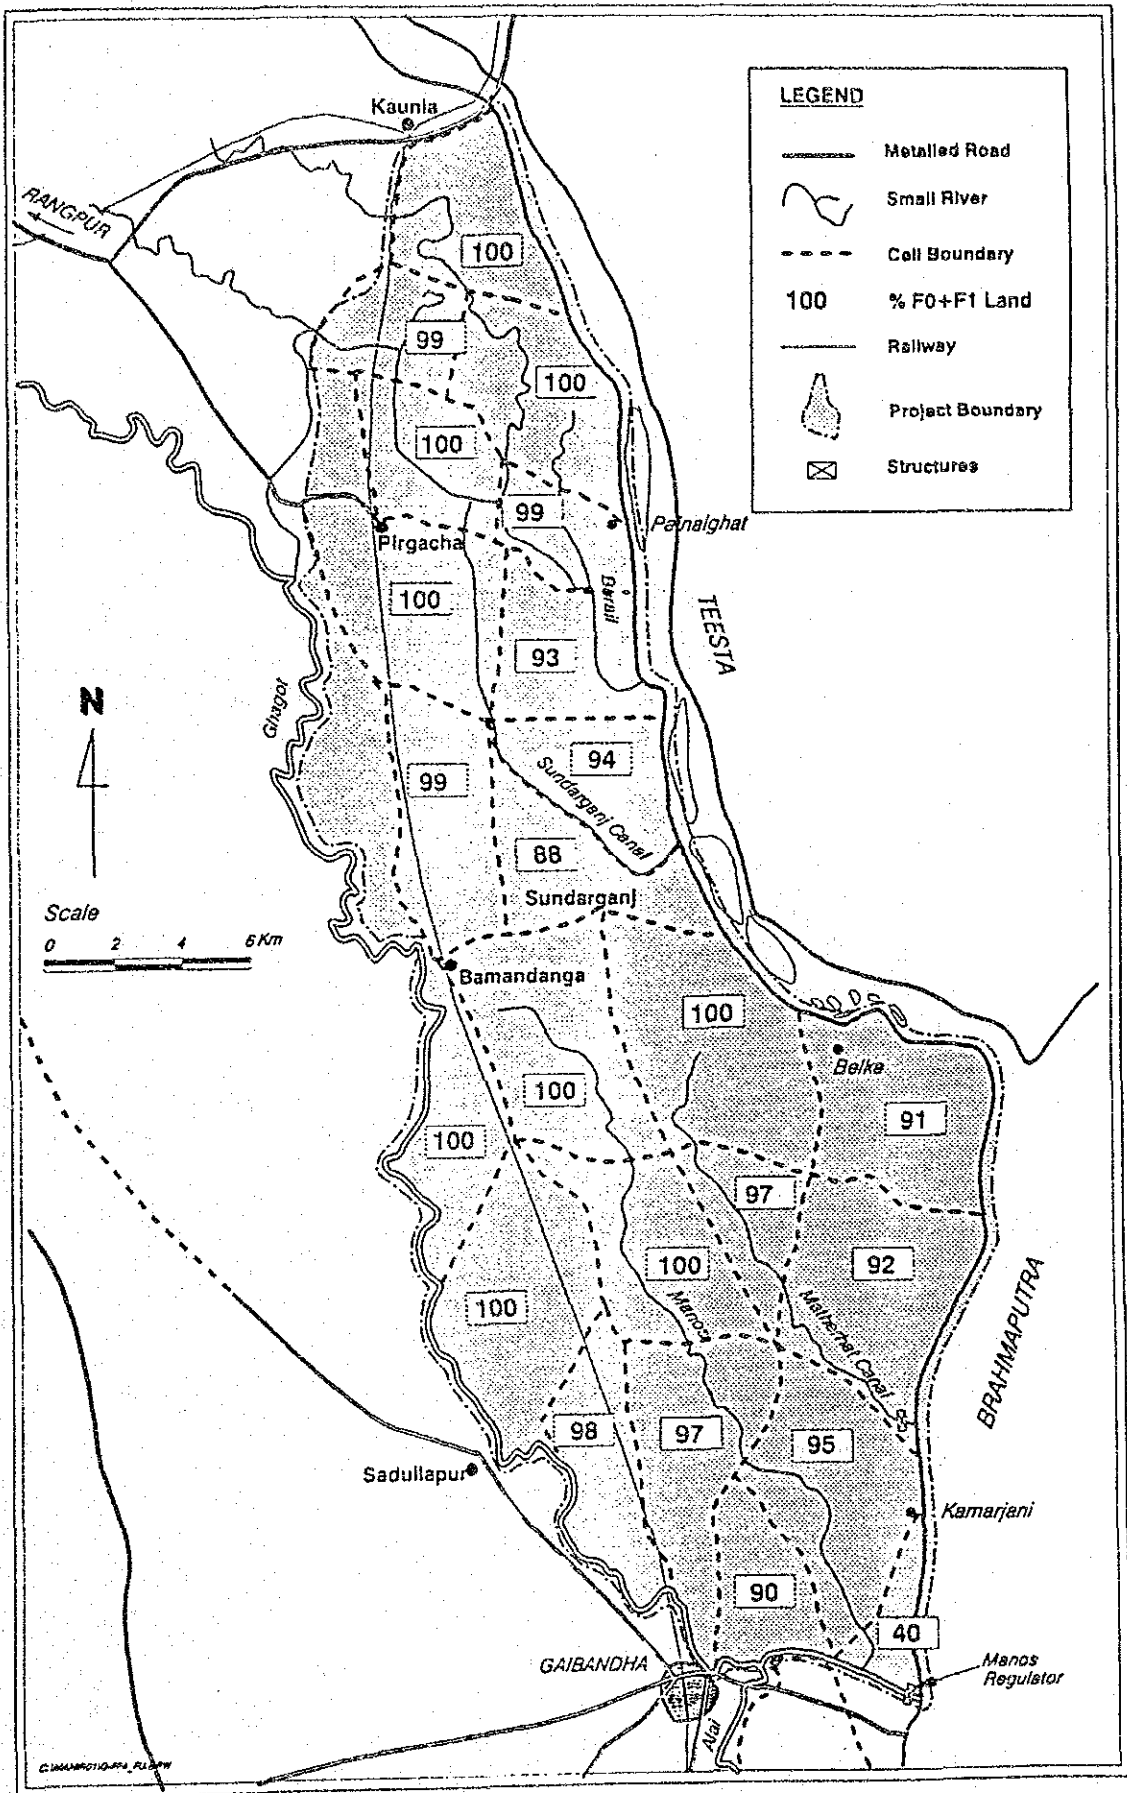 LEGEND
Metalled Road
Small River
Cell Boundary
100 % F0+F1 Land
Railway
Project Boundary
Structures
Kaunia
RANGPUR
100
99
100
100
99
Pirgacha
100
Barail
TEESTA
93
N
Ghagot
94
99
Sundarganj Canal
88
Sundarganj
Scale
0 2 4 6 Km
Bamandanga
100
Belka
100
91
100
97
92
100
100
Manos
Matherhat Canal
BRAHMAPUTRA
98
97
95
Sadullapur
Kamarjani
90
40
GAIBANDHA
Manos
Regulator
Alai